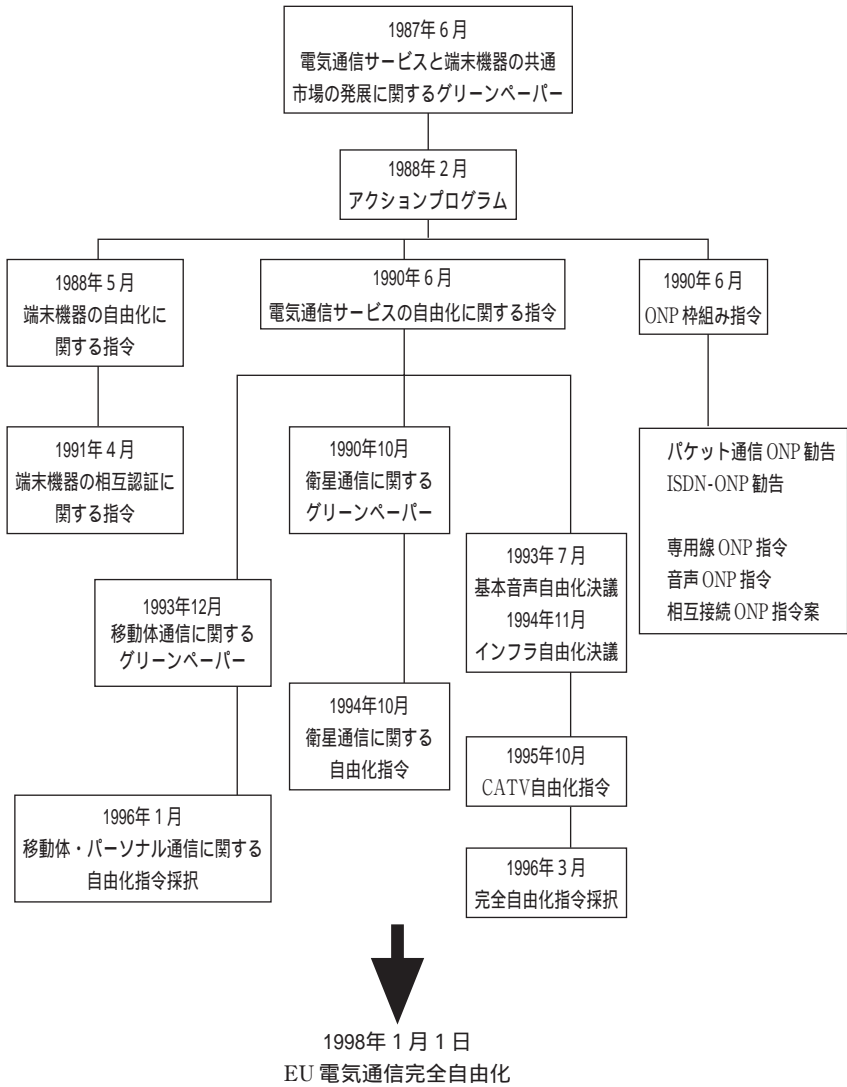 1987年６月
電気通信サービスと端末機器の共通
市場の発展に関するグリーンペーパー
1988年２月
アクションプログラム
1988年５月
端末機器の自由化に
関する指令
1990年６月
電気通信サービスの自由化に関する指令
1990年６月
ONP 枠組み指令
1991年４月
端末機器の相互認証に
関する指令
1990年10月
衛星通信に関する
グリーンペーパー
パケット通信 ONP 勧告
ISDN-ONP 勧告
専用線 ONP 指令
音声 ONP 指令
相互接続 ONP 指令案
1993年12月
移動体通信に関する
グリーンペーパー
1993年７月
基本音声自由化決議
1994年11月
インフラ自由化決議
1994年10月
衛星通信に関する
自由化指令
1995年10月
CATV自由化指令
1996年１月
移動体・パーソナル通信に関する
自由化指令採択
1996年３月
完全自由化指令採択
1998年１月１日
EU 電気通信完全自由化